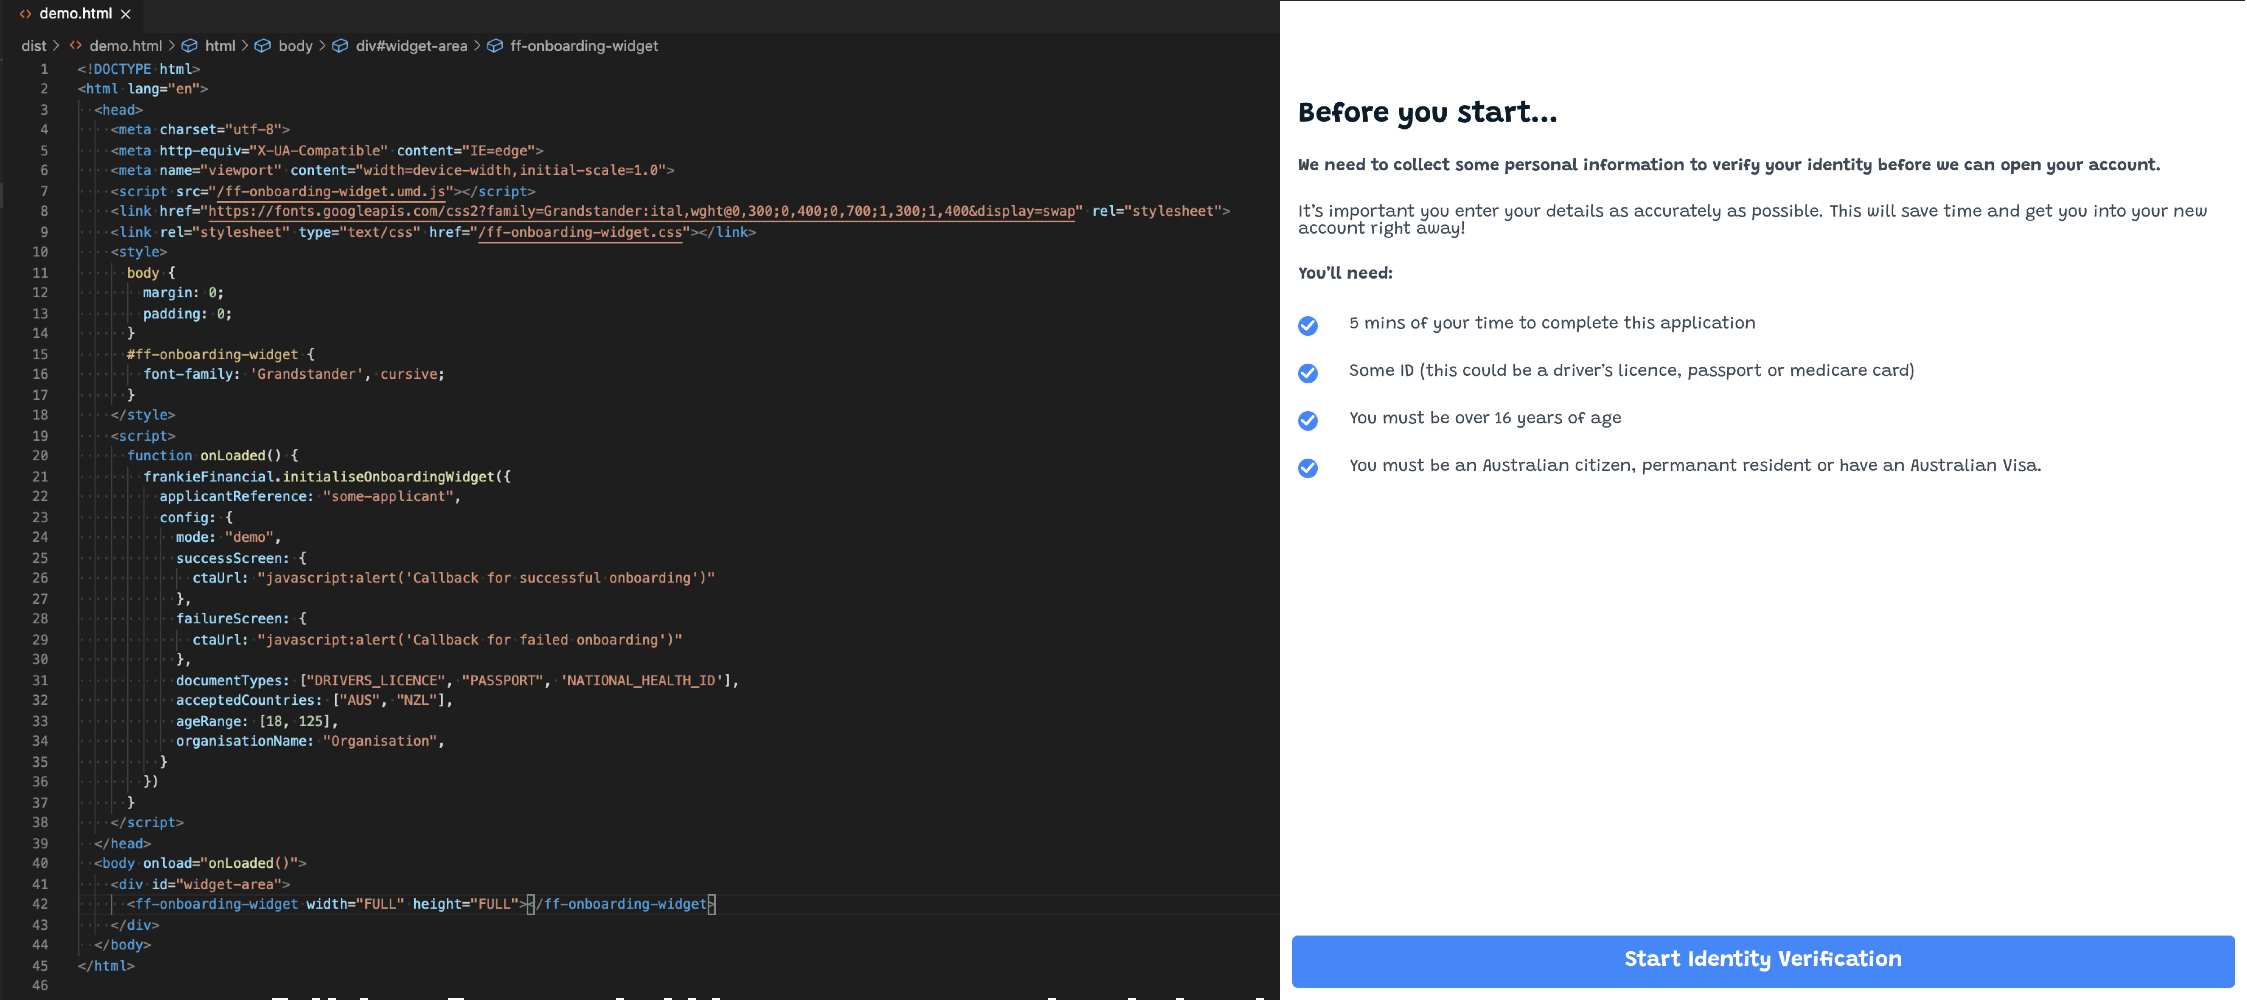 demo.html
dist > demo.html > html > body > div#widget-area > ff-onboarding-widget
1 <!DOCTYPE html>
2 <html lang="en">
3 <head>
4 <meta charset="utf-8">
5 <meta http-equiv="X-UA-Compatible" content="IE=edge">
6 <meta name="viewport" content="width=device-width,initial-scale=1.0">
7 <script src="/ff-onboarding-widget.umd.js"></script>
8 <link href="https://fonts.googleapis.com/css2?family=Grandstander:ital,wght@0,300;0,400;0,700;1,300;1,400&display=swap" rel="stylesheet">
9 <link rel="stylesheet" type="text/css" href="/ff-onboarding-widget.css"></link>
10 <style>
11 body {
12 margin: 0;
13 padding: 0;
14 }
15 #ff-onboarding-widget {
16 font-family: 'Grandstander', cursive;
17 }
18 </style>
19 <script>
20 function onLoaded() {
21 frankieFinancial.initialiseOnboardingWidget({
22 applicantReference: "some-applicant",
23 config: {
24 mode: "demo",
25 successScreen: {
26 ctaUrl: "javascript:alert('Callback for successful onboarding')"
27 },
28 failureScreen: {
29 ctaUrl: "javascript:alert('Callback for failed onboarding')"
30 },
31 documentTypes: ["DRIVERS_LICENCE", "PASSPORT", 'NATIONAL_HEALTH_ID'],
32 acceptedCountries: ["AUS", "NZL"],
33 ageRange: [18, 125],
34 organisationName: "Organisation",
35 }
36 })
37 }
38 </script>
39 </head>
40 <body onload="onLoaded()">
41 <div id="widget-area">
42 <ff-onboarding-widget width="FULL" height="FULL"></ff-onboarding-widget>
43 </div>
44 </body>
45 </html>
46
Before you start...
We need to collect some personal information to verify your identity before we can open your account.
It's important you enter your details as accurately as possible. This will save time and get you into your new
account right away!
You'll need:
5 mins of your time to complete this application
Some ID (this could be a driver's licence, passport or medicare card)
You must be over 16 years of age
You must be an Australian citizen, permanant resident or have an Australian Visa.
Start Identity Verification